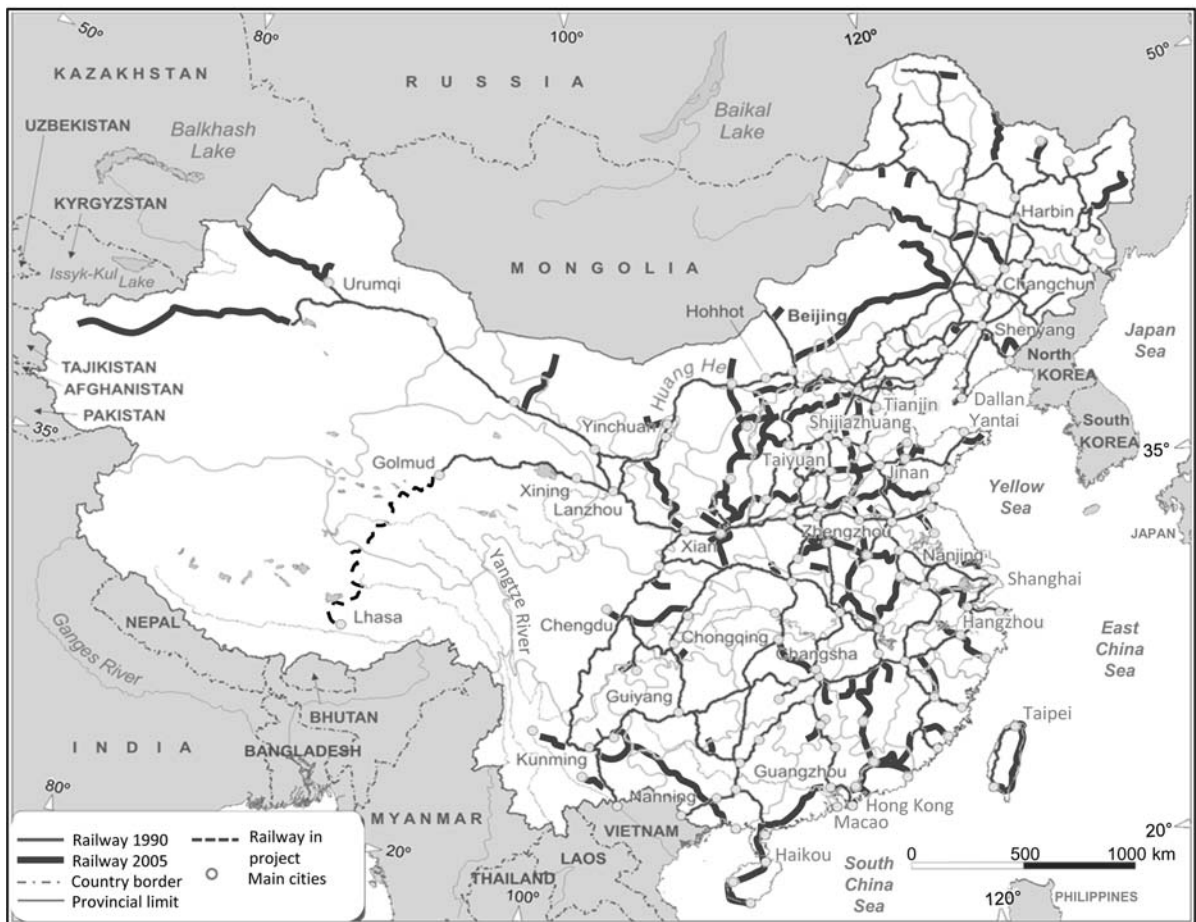 50°
80°
100°
120°
50°
KAZAKHSTAN
RUSSIA
UZBEKISTAN
Balkhash
Lake
Baikal
Lake
KYRGYZSTAN
Issyk-Kul
Lake
Harbin
MONGOLIA
Urumqi
Changchun
Hohhot
Beijing
Shenyang
Japan
Sea
TAJIKISTAN
AFGHANISTAN
PAKISTAN
North
KOREA
Huang He
Tianjin
Dallan
Shijiazhuang
Yantai
35°
Yinchuan
South
KOREA
35°
Golmud
Taiyuan
Jinan
Xining
Lanzhou
Yellow
Sea
JAPAN
Zhengzhou
Xian
Nanjing
Yangtze River
Shanghai
Lhasa
NEPAL
Chengdu
Hangzhou
Ganges River
Chongqing
Changsha
East
China
Sea
Guiyang
BHUTAN
Taipei
INDIA
BANGLADESH
Kunming
Guangzhou
80°
Nanning
Hong Kong
Macao
MYANMAR
VIETNAM
20°
Railway 1990
Railway 2005
Country border
Provincial limit
Railway in
project
Main cities
20°
LAOS
Haikou
South
China
Sea
0 500 1000 km
THAILAND
100°
120°
PHILIPPINES